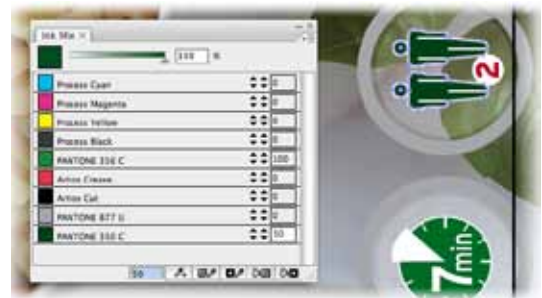 Ink Mix ×
100 %
Process Cyan 0
Process Magenta 0
Process Yellow 0
Process Black 0
PANTONE 356 C 100
Artios Crease 0
Artios Cut 0
PANTONE 877 U 0
PANTONE 350 C 50
50
2
7min